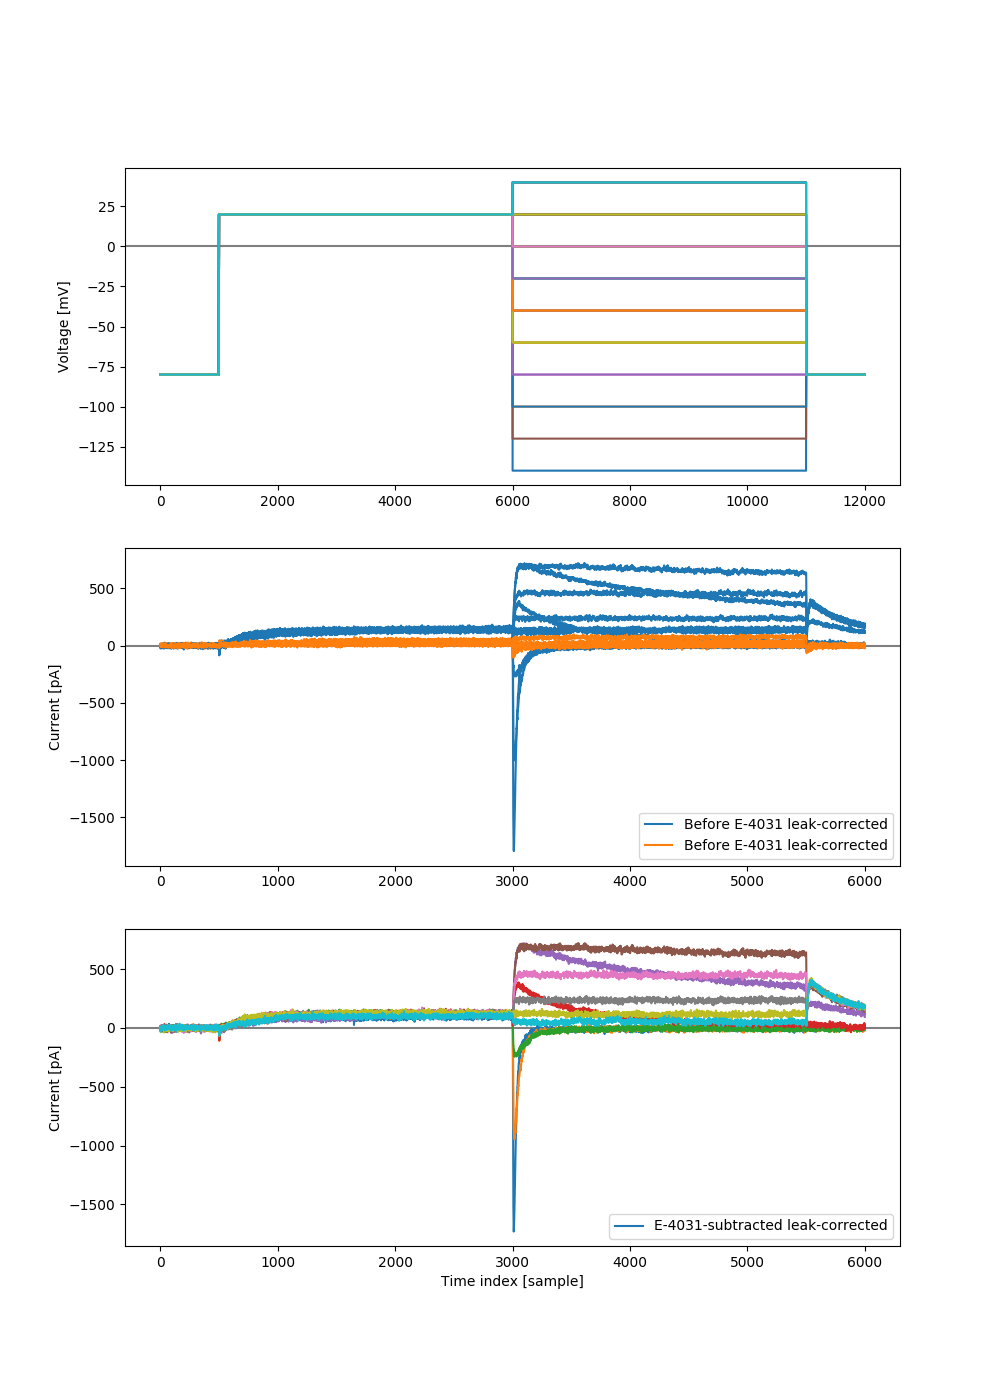 25
0
−25
−50
−75
−100
−125
Voltage [mV]
0 2000 4000 6000 8000 10000 12000
500
0
−500
−1000
−1500
Current [pA]
Before E-4031 leak-corrected
Before E-4031 leak-corrected
0 1000 2000 3000 4000 5000 6000
500
0
−500
−1000
−1500
Current [pA]
E-4031-subtracted leak-corrected
0 1000 2000 3000 4000 5000 6000
Time index [sample]